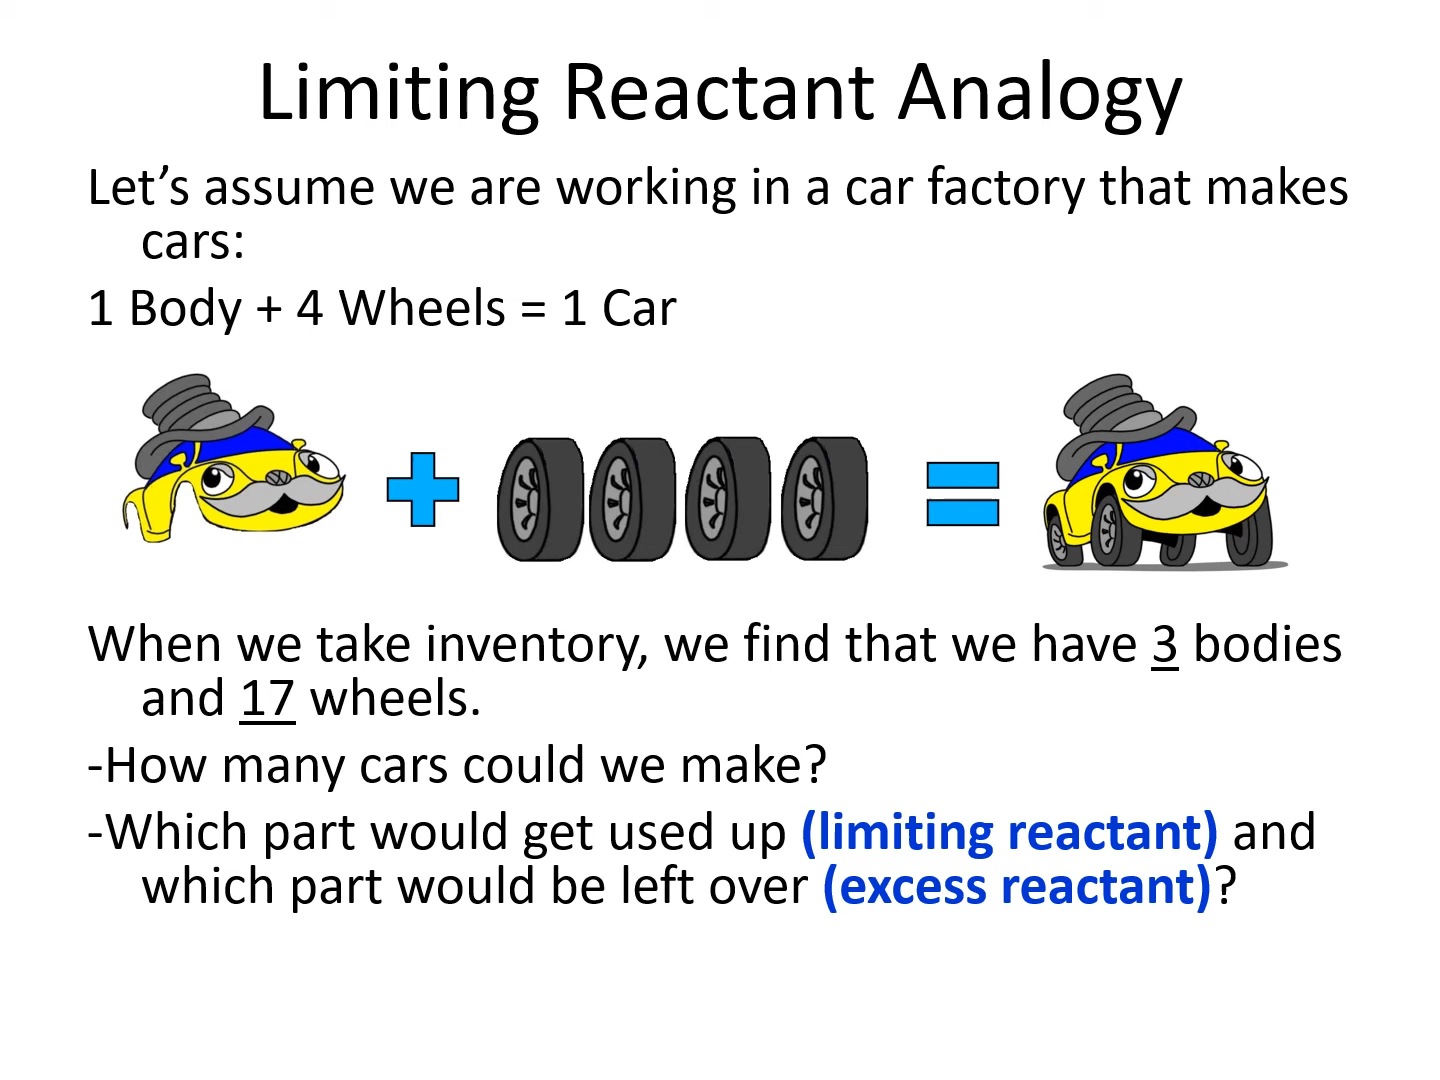 Limiting Reactant Analogy
Let’s assume we are working in a car factory that makes
cars:
1 Body + 4 Wheels = 1 Car
When we take inventory, we find that we have 3 bodies
and 17 wheels.
-How many cars could we make?
-Which part would get used up (limiting reactant) and
which part would be left over (excess reactant)?